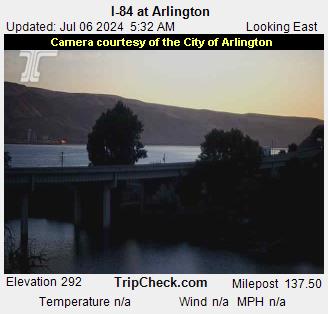 I-84 at Arlington
Updated: Jul 06 2024 5:32 AM Looking East
Camera courtesy of the City of Arlington
Elevation 292 TripCheck.com Milepost 137.50
Temperature n/a Wind n/a MPH n/a